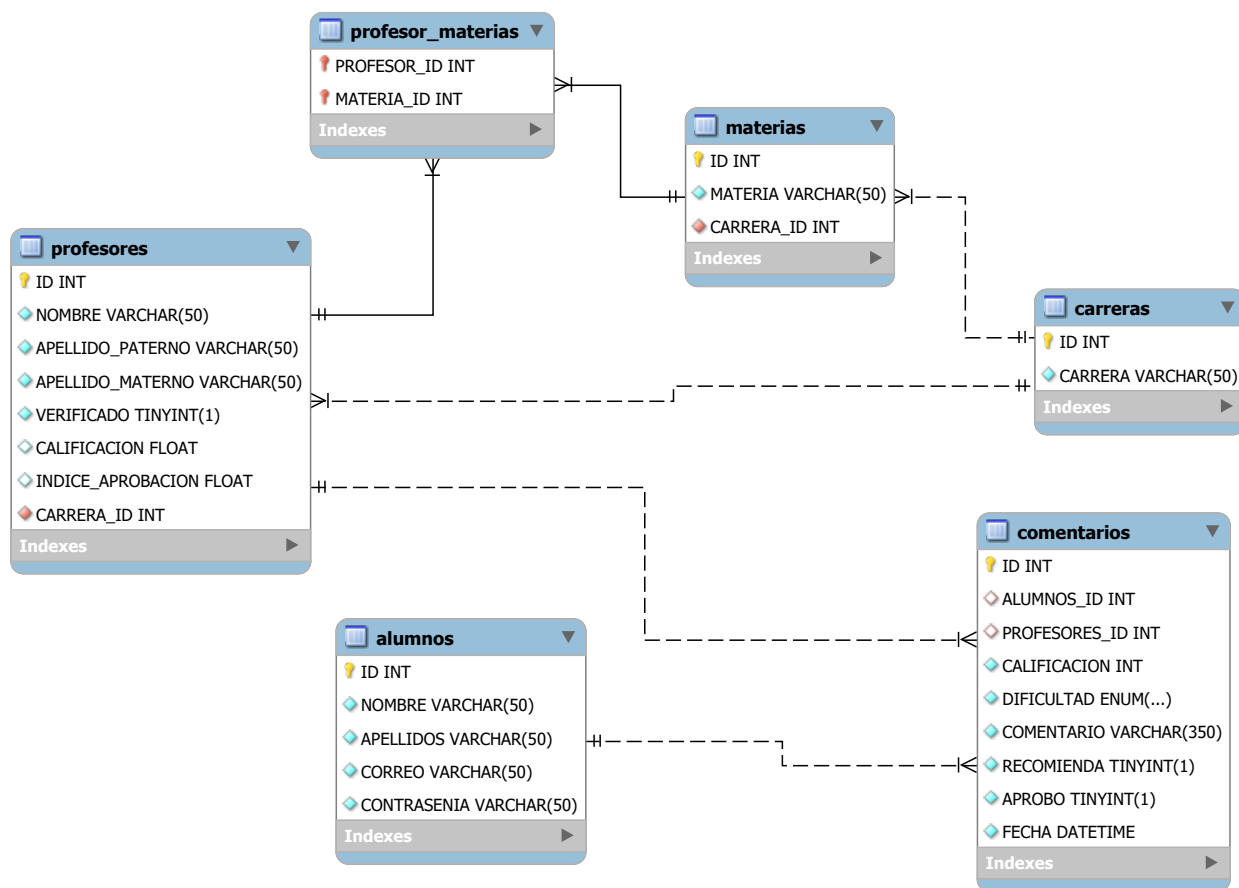 profesor_materias
PROFESOR_ID INT
MATERIA_ID INT
Indexes
materias
ID INT
MATERIA VARCHAR(50)
CARRERA_ID INT
Indexes
profesores
ID INT
NOMBRE VARCHAR(50)
APELLIDO_PATERNO VARCHAR(50)
APELLIDO_MATERNO VARCHAR(50)
VERIFICADO TINYINT(1)
CALIFICACION FLOAT
INDICE_APROBACION FLOAT
CARRERA_ID INT
Indexes
carreras
ID INT
CARRERA VARCHAR(50)
Indexes
comentarios
ID INT
ALUMNOS_ID INT
PROFESORES_ID INT
CALIFICACION INT
DIFICULTAD ENUM(...)
COMENTARIO VARCHAR(350)
RECOMIENDA TINYINT(1)
APROBO TINYINT(1)
FECHA DATETIME
Indexes
alumnos
ID INT
NOMBRE VARCHAR(50)
APELLIDOS VARCHAR(50)
CORREO VARCHAR(50)
CONTRASENIA VARCHAR(50)
Indexes